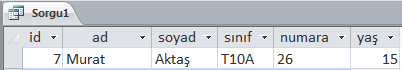 Sorgu1
id ad soyad sınıf numara yaş
7 Murat Aktaş T10A 26 15